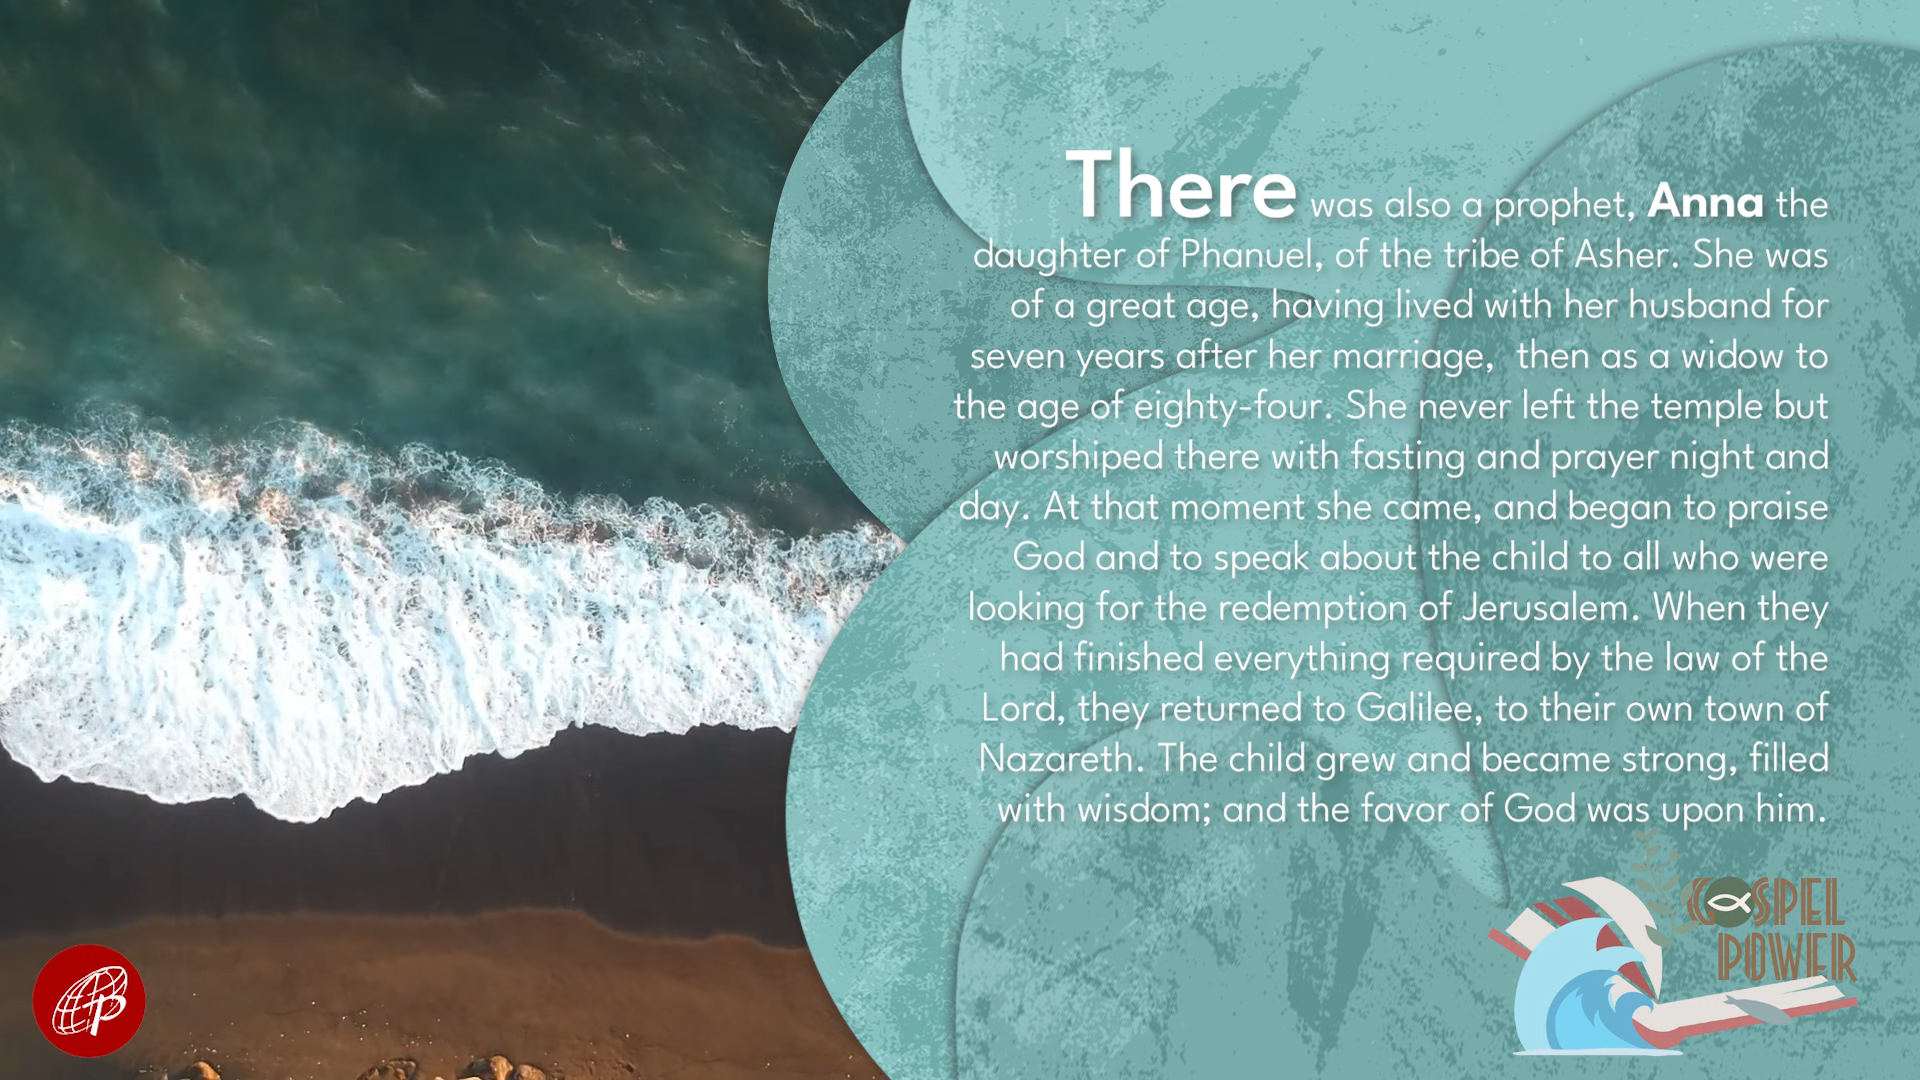 There was also a prophet, Anna the
daughter of Phanuel, of the tribe of Asher. She was
of a great age, having lived with her husband for
seven years after her marriage,  then as a widow to
the age of eighty-four. She never left the temple but
worshiped there with fasting and prayer night and
day. At that moment she came, and began to praise
God and to speak about the child to all who were
looking for the redemption of Jerusalem. When they
had finished everything required by the law of the
Lord, they returned to Galilee, to their own town of
Nazareth. The child grew and became strong, filled
with wisdom; and the favor of God was upon him.
GOSPEL
POWER
P